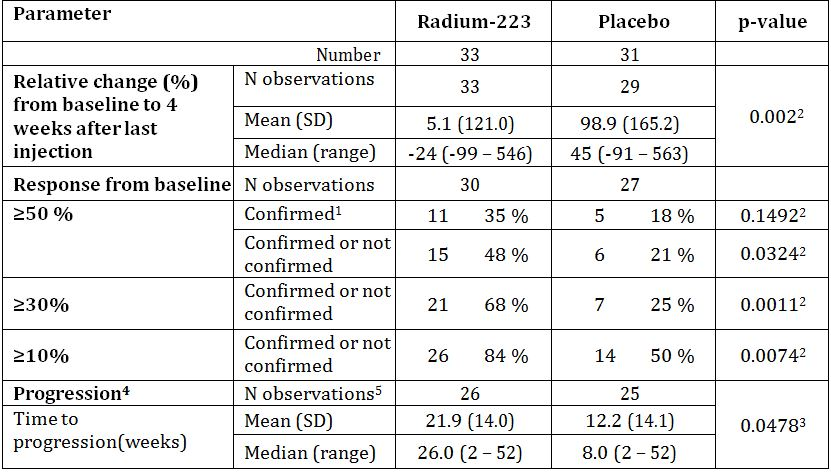 Parameter Radium-223 Placebo p-value
Number 33 31
Relative change (%) from baseline to 4 weeks after last injection N observations 33 29 0.002²
Mean (SD) 5.1 (121.0) 98.9 (165.2)
Median (range) -24 (-99 – 546) 45 (-91 – 563)
Response from baseline N observations 30 27
≥50 % Confirmed¹ 11 35 % 5 18 % 0.1492²
Confirmed or not confirmed 15 48 % 6 21 % 0.0324²
≥30% Confirmed or not confirmed 21 68 % 7 25 % 0.0011²
≥10% Confirmed or not confirmed 26 84 % 14 50 % 0.0074²
Progression⁴ N observations⁵ 26 25 0.0478³
Time to progression(weeks) Mean (SD) 21.9 (14.0) 12.2 (14.1)
Median (range) 26.0 (2 – 52) 8.0 (2 – 52)